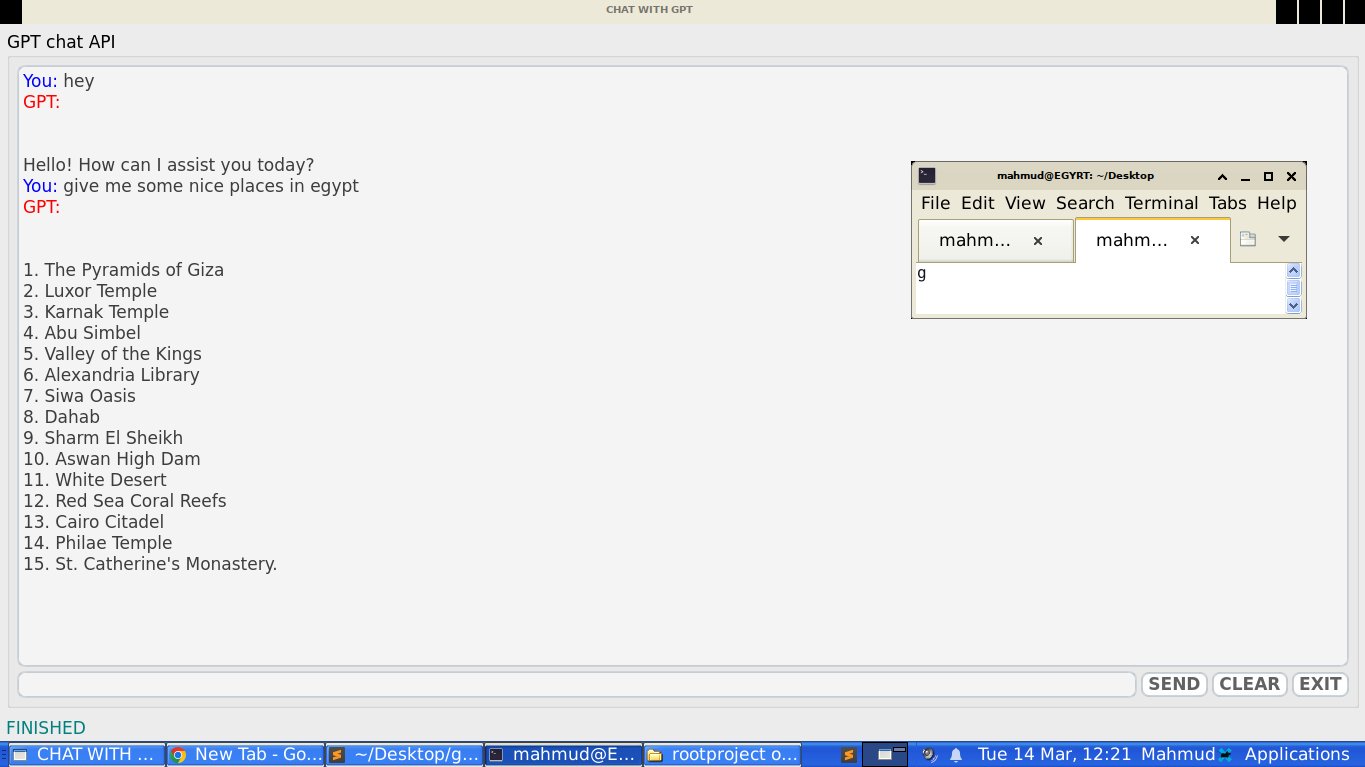 CHAT WITH GPT
GPT chat API
You: hey
GPT:
Hello! How can I assist you today?
You: give me some nice places in egypt
GPT:
1. The Pyramids of Giza
2. Luxor Temple
3. Karnak Temple
4. Abu Simbel
5. Valley of the Kings
6. Alexandria Library
7. Siwa Oasis
8. Dahab
9. Sharm El Sheikh
10. Aswan High Dam
11. White Desert
12. Red Sea Coral Reefs
13. Cairo Citadel
14. Philae Temple
15. St. Catherine's Monastery.
mahmud@EGYRT: ~/Desktop
File Edit View Search Terminal Tabs Help
mahm... mahm...
g
SEND CLEAR EXIT
FINISHED
CHAT WITH ... New Tab - Go... ~/Desktop/g... mahmud@E... rootproject o... Tue 14 Mar, 12:21 Mahmud Applications